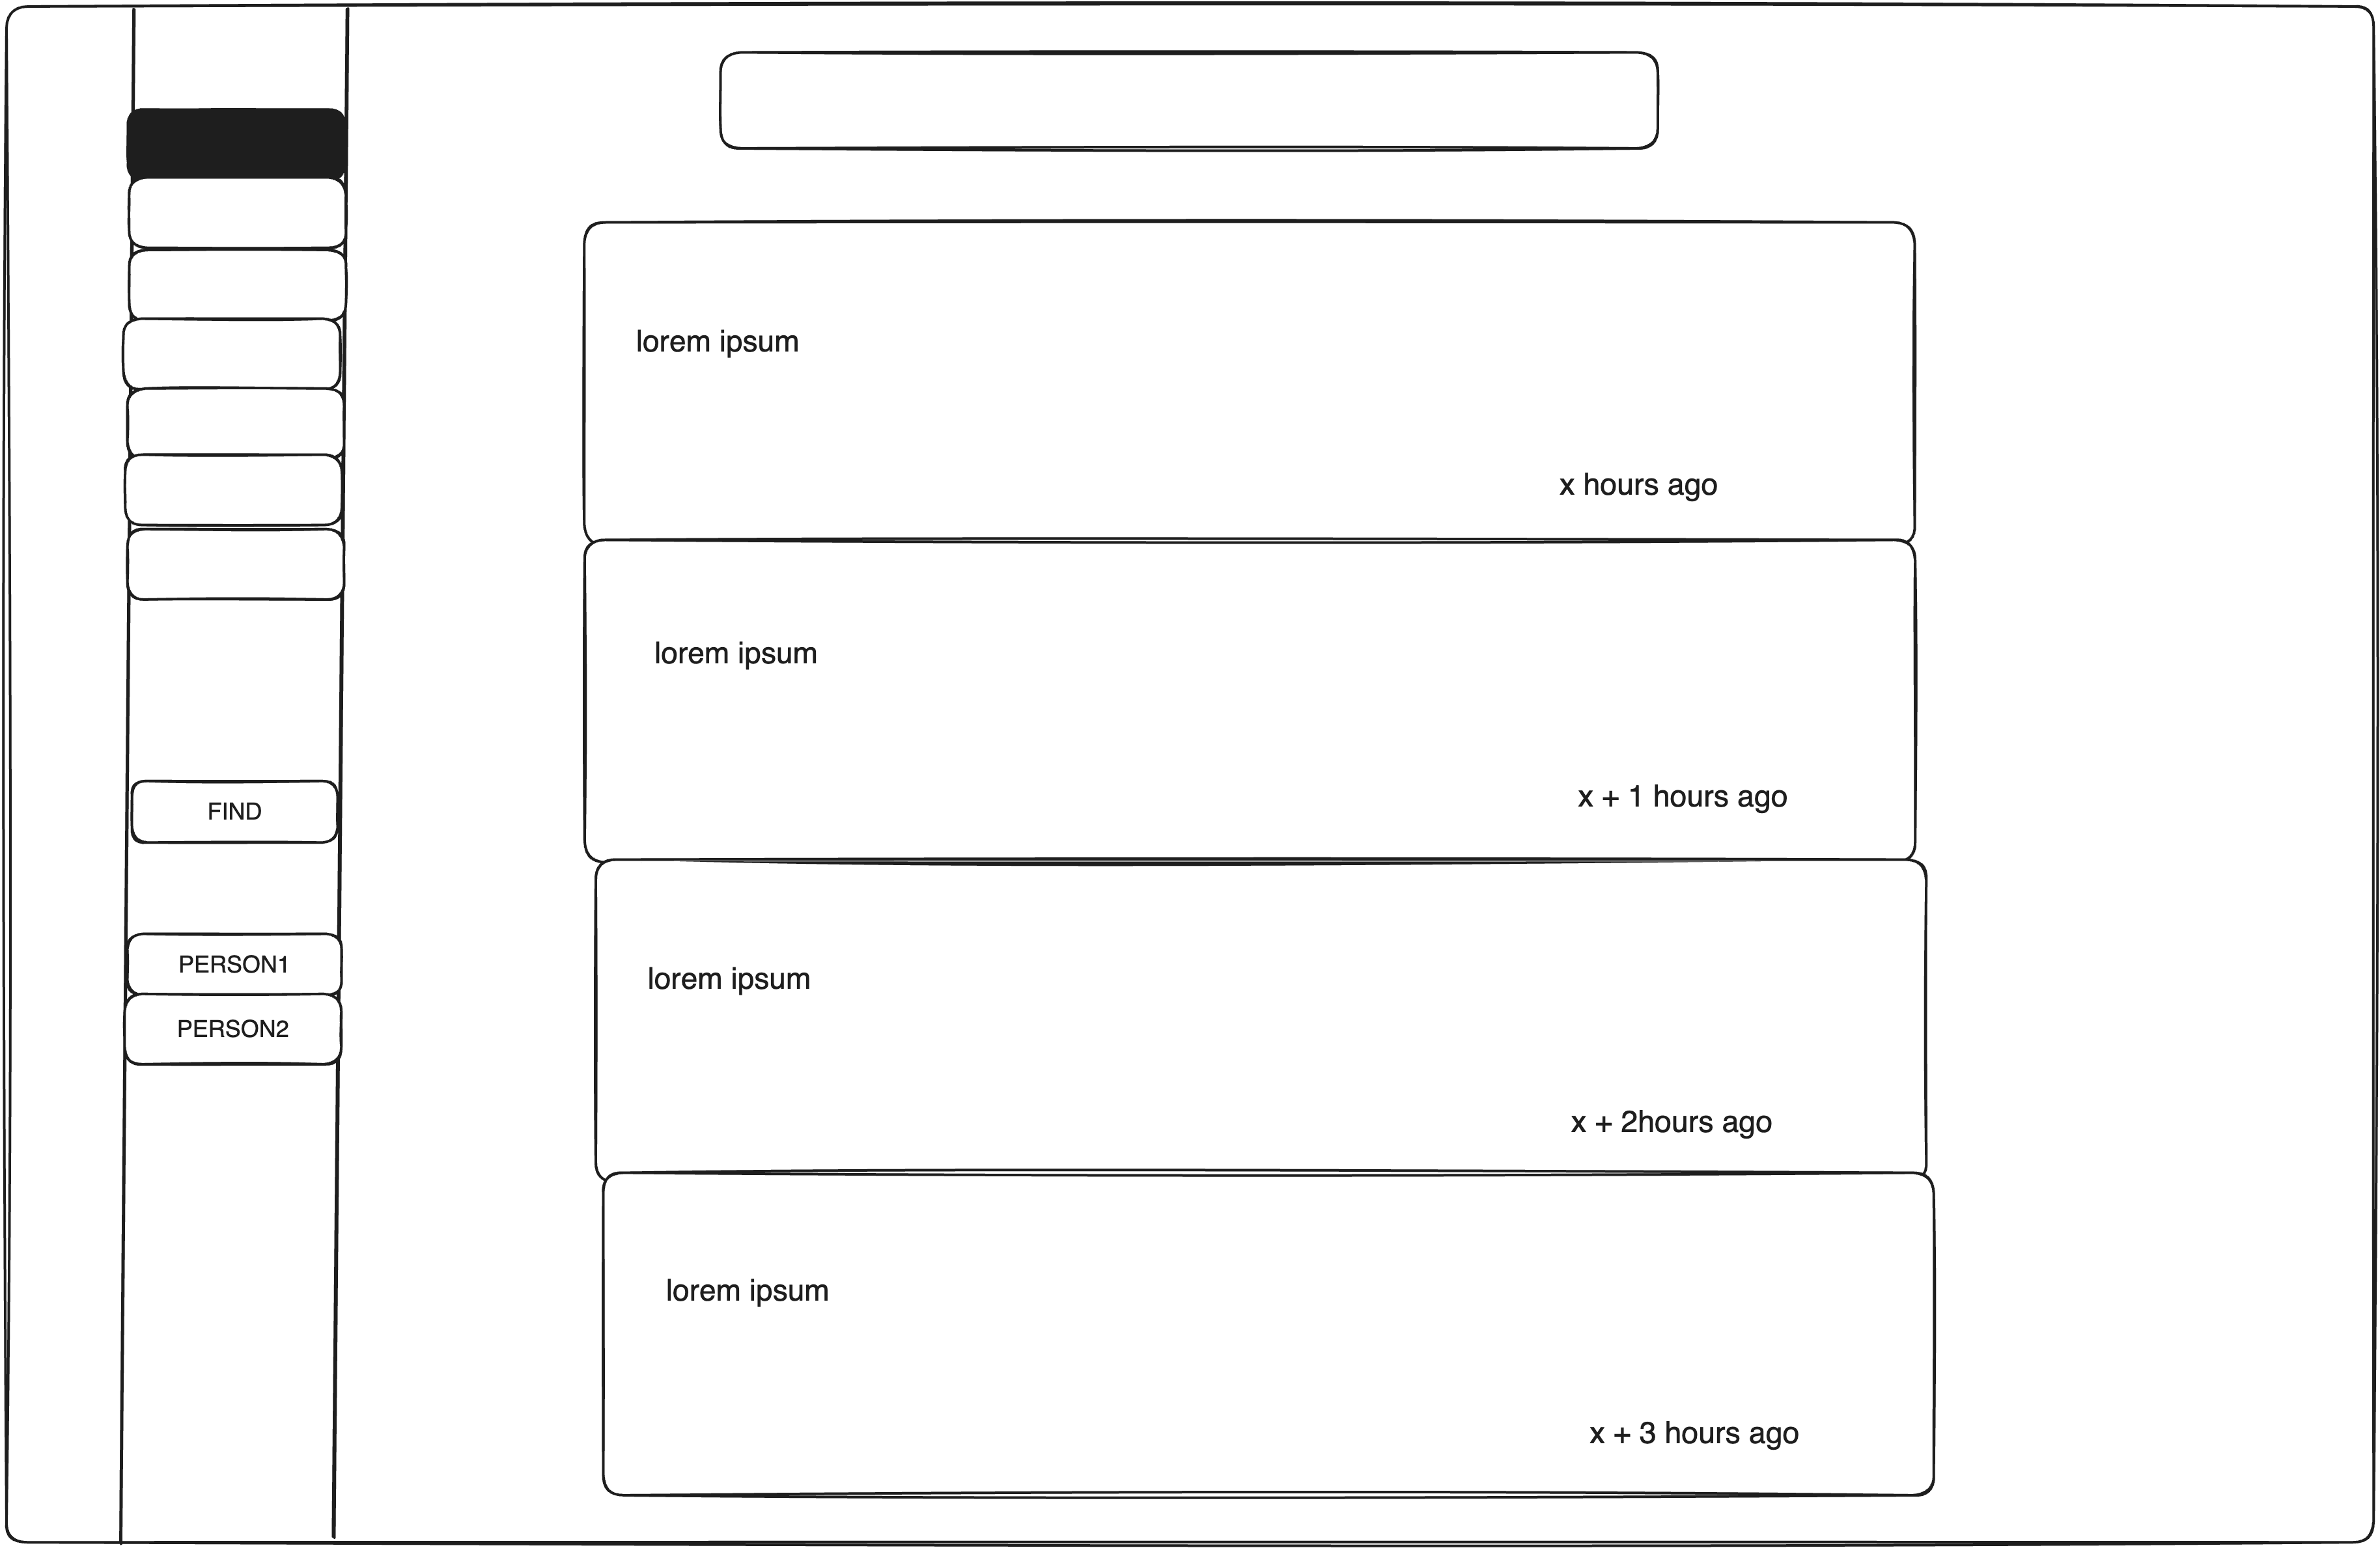 FIND
PERSON1
PERSON2
lorem ipsum
x hours ago
lorem ipsum
x + 1 hours ago
lorem ipsum
x + 2hours ago
lorem ipsum
x + 3 hours ago